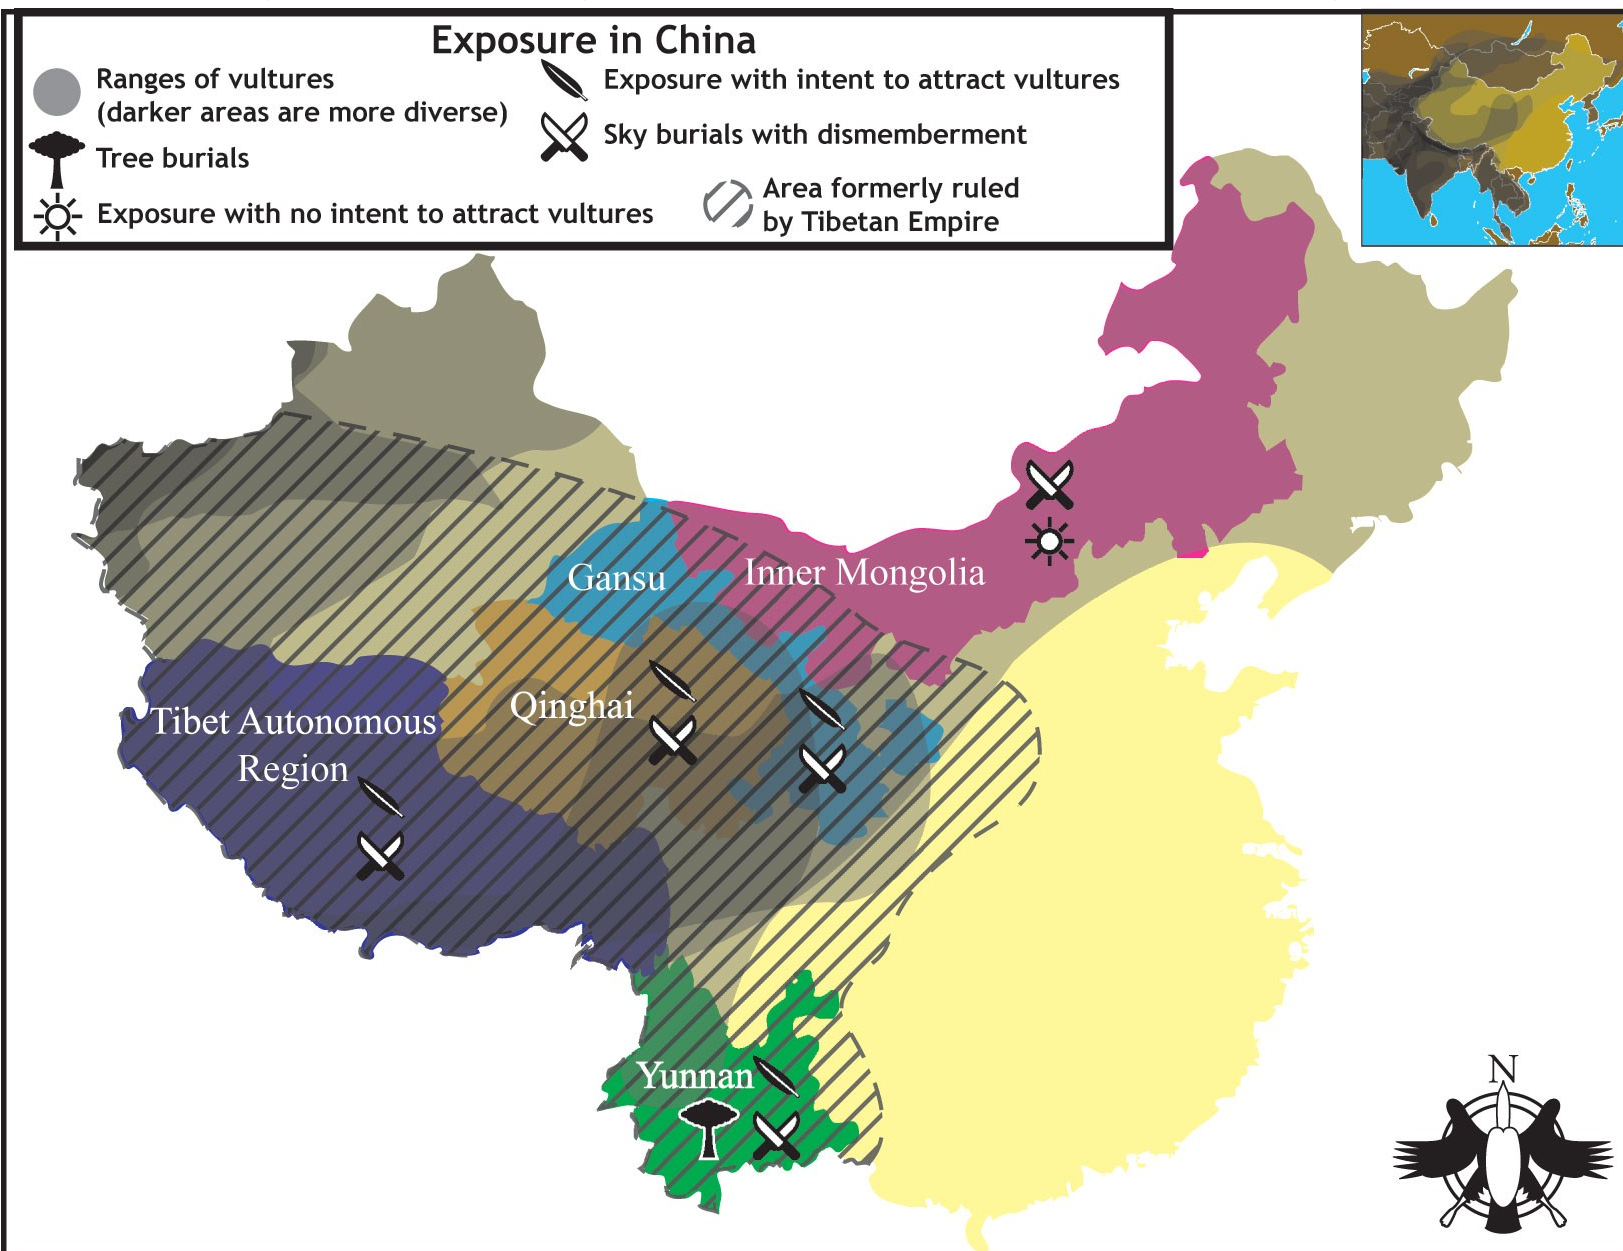 Exposure in China
Ranges of vultures
(darker areas are more diverse)
Tree burials
Exposure with no intent to attract vultures
Exposure with intent to attract vultures
Sky burials with dismemberment
Area formerly ruled
by Tibetan Empire
Gansu
Inner Mongolia
Qinghai
Tibet Autonomous
Region
Yunnan
N